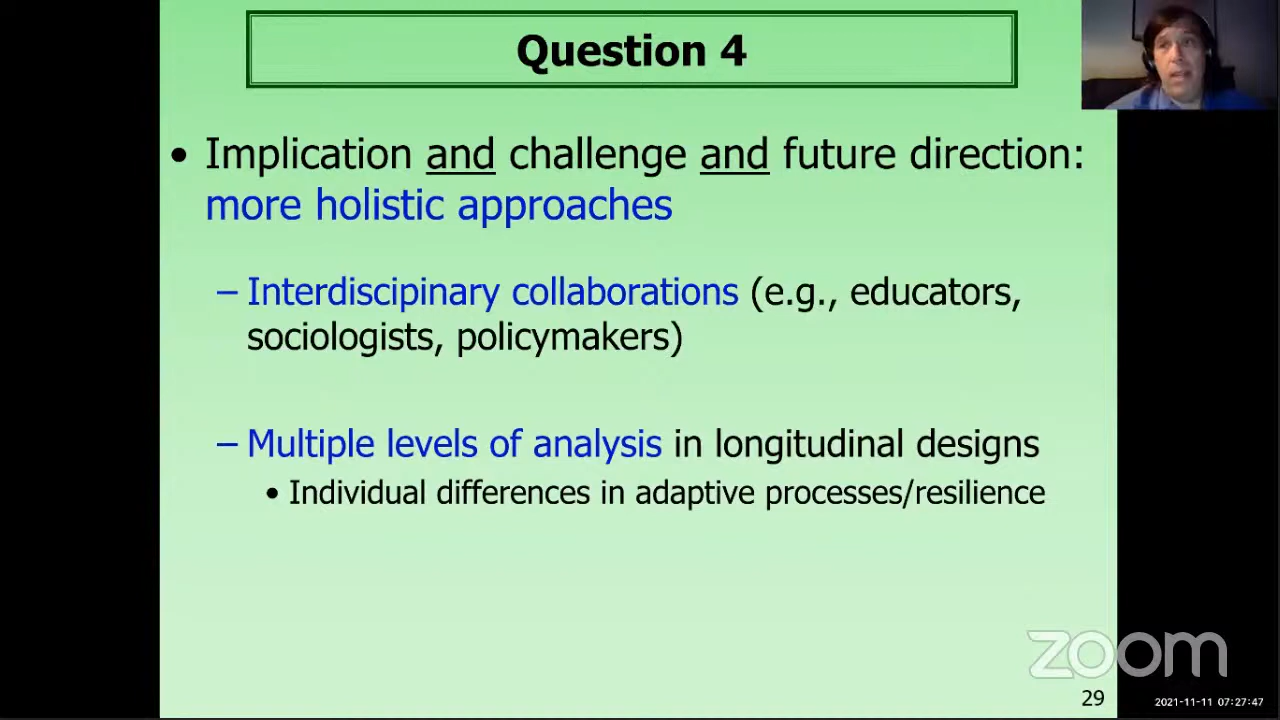 Question 4
• Implication and challenge and future direction:
more holistic approaches
– Interdiscipinary collaborations (e.g., educators,
sociologists, policymakers)
– Multiple levels of analysis in longitudinal designs
• Individual differences in adaptive processes/resilience
zoom
29
2021-11-11 07:27:47